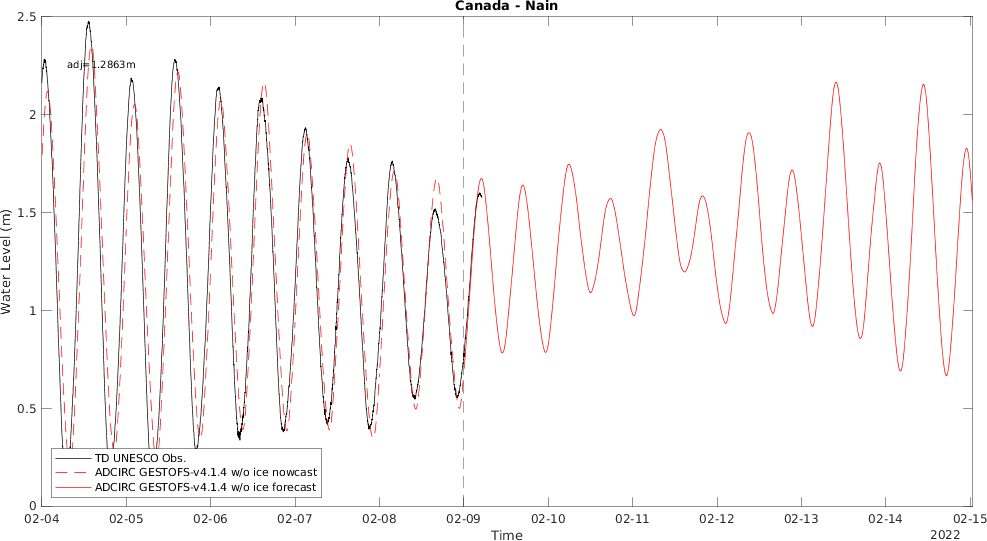 Canada - Nain
adj=1.2863m
2.5
2
1.5
1
0.5
0
Water Level (m)
TD UNESCO Obs.
ADCIRC GESTOFS-v4.1.4 w/o ice nowcast
ADCIRC GESTOFS-v4.1.4 w/o ice forecast
02-04 02-05 02-06 02-07 02-08 02-09 02-10 02-11 02-12 02-13 02-14 02-15
Time
2022